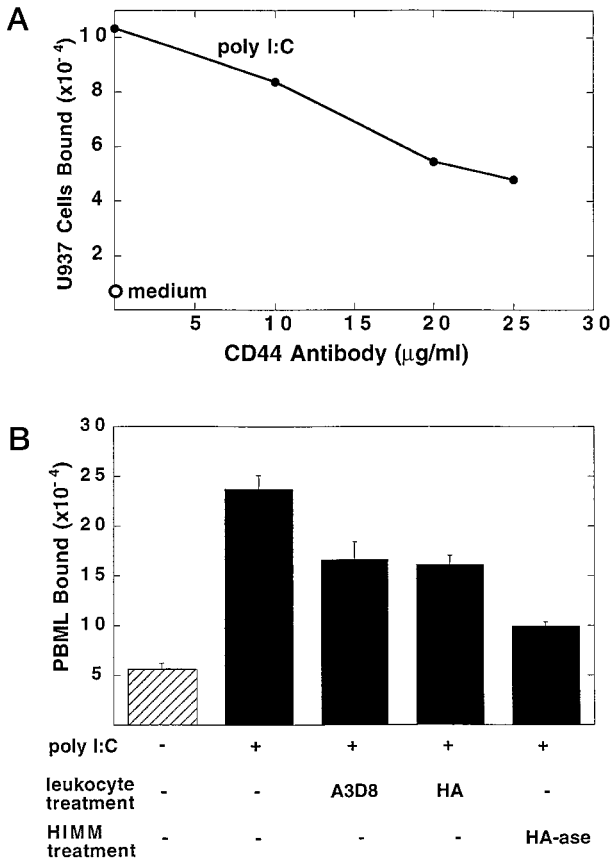 A
U937 Cells Bound (x10⁻⁴)
10
8
6
4
2
poly I:C
medium
5 10 15 20 25 30
CD44 Antibody (μg/ml)
B
PBML Bound (x10⁻⁴)
30
25
20
15
10
5
poly I:C - + + + +
leukocyte treatment - - A3D8 HA -
HIMM treatment - - - - HA-ase